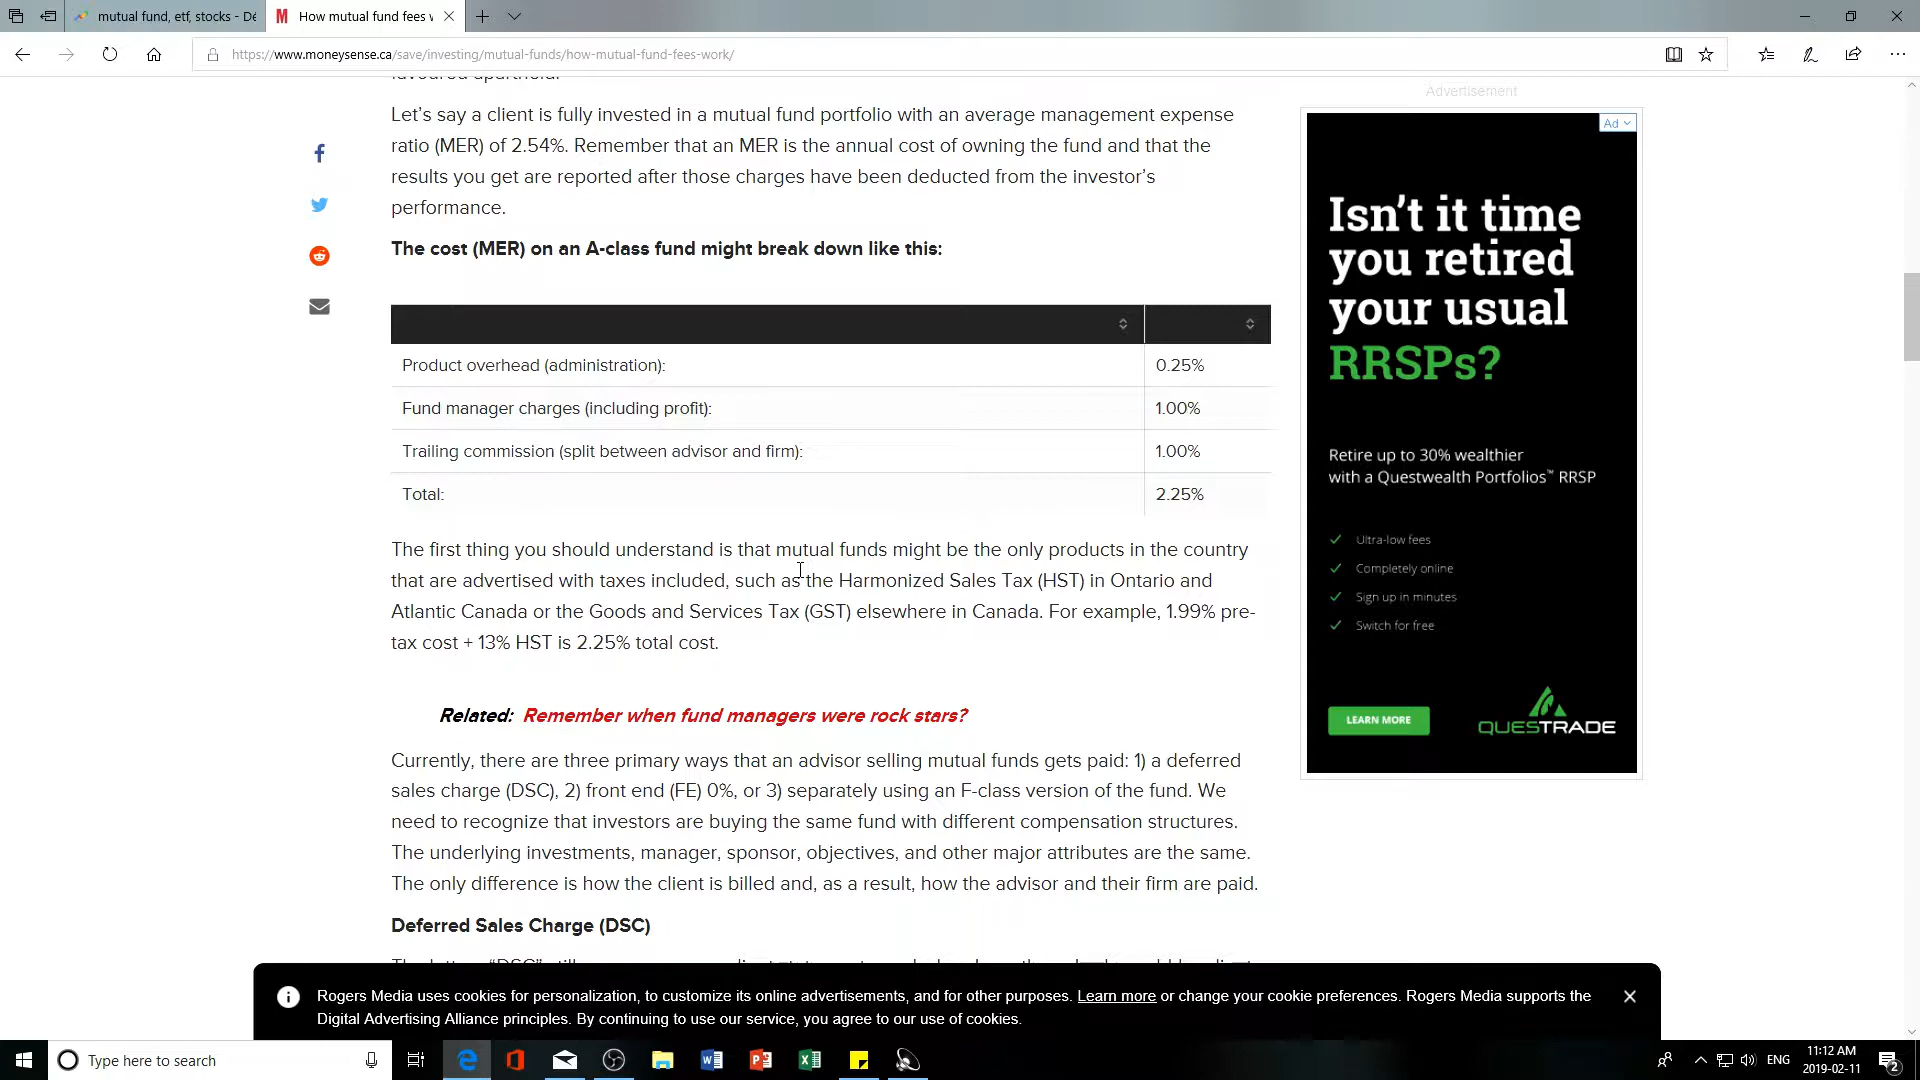 mutual fund, etf, stocks - De
How mutual fund fees w
https://www.moneysense.ca/save/investing/mutual-funds/how-mutual-fund-fees-work/
Let's say a client is fully invested in a mutual fund portfolio with an average management expense
ratio (MER) of 2.54%. Remember that an MER is the annual cost of owning the fund and that the
results you get are reported after those charges have been deducted from the investor's
performance.
The cost (MER) on an A-class fund might break down like this:
Product overhead (administration): 0.25%
Fund manager charges (including profit): 1.00%
Trailing commission (split between advisor and firm): 1.00%
Total: 2.25%
The first thing you should understand is that mutual funds might be the only products in the country
that are advertised with taxes included, such as the Harmonized Sales Tax (HST) in Ontario and
Atlantic Canada or the Goods and Services Tax (GST) elsewhere in Canada. For example, 1.99% pre-
tax cost + 13% HST is 2.25% total cost.
Related: Remember when fund managers were rock stars?
Currently, there are three primary ways that an advisor selling mutual funds gets paid: 1) a deferred
sales charge (DSC), 2) front end (FE) 0%, or 3) separately using an F-class version of the fund. We
need to recognize that investors are buying the same fund with different compensation structures.
The underlying investments, manager, sponsor, objectives, and other major attributes are the same.
The only difference is how the client is billed and, as a result, how the advisor and their firm are paid.
Deferred Sales Charge (DSC)
Advertisement
Ad
Isn't it time
you retired
your usual
RRSPs?
Retire up to 30% wealthier
with a Questwealth Portfolios™ RRSP
Ultra-low fees
Completely online
Sign up in minutes
Switch for free
LEARN MORE
QUESTRADE
Rogers Media uses cookies for personalization, to customize its online advertisements, and for other purposes. Learn more or change your cookie preferences. Rogers Media supports the
Digital Advertising Alliance principles. By continuing to use our service, you agree to our use of cookies.
Type here to search
ENG
11:12 AM
2019-02-11
2